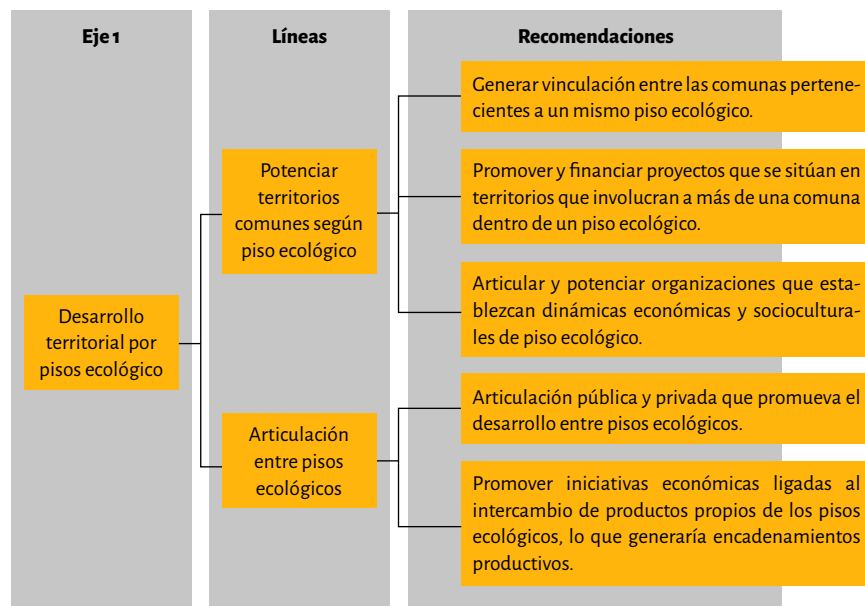 Eje 1
Líneas
Recomendaciones
Desarrollo
territorial por
pisos ecológico
Potenciar
territorios
comunes según
piso ecológico
Generar vinculación entre las comunas pertene-
cientes a un mismo piso ecológico.
Promover y financiar proyectos que se sitúan en
territorios que involucran a más de una comuna
dentro de un piso ecológico.
Articular y potenciar organizaciones que esta-
blezcan dinámicas económicas y sociocultura-
les de piso ecológico.
Articulación
entre pisos
ecológicos
Articulación pública y privada que promueva el
desarrollo entre pisos ecológicos.
Promover iniciativas económicas ligadas al
intercambio de productos propios de los pisos
ecológicos, lo que generaría encadenamientos
productivos.